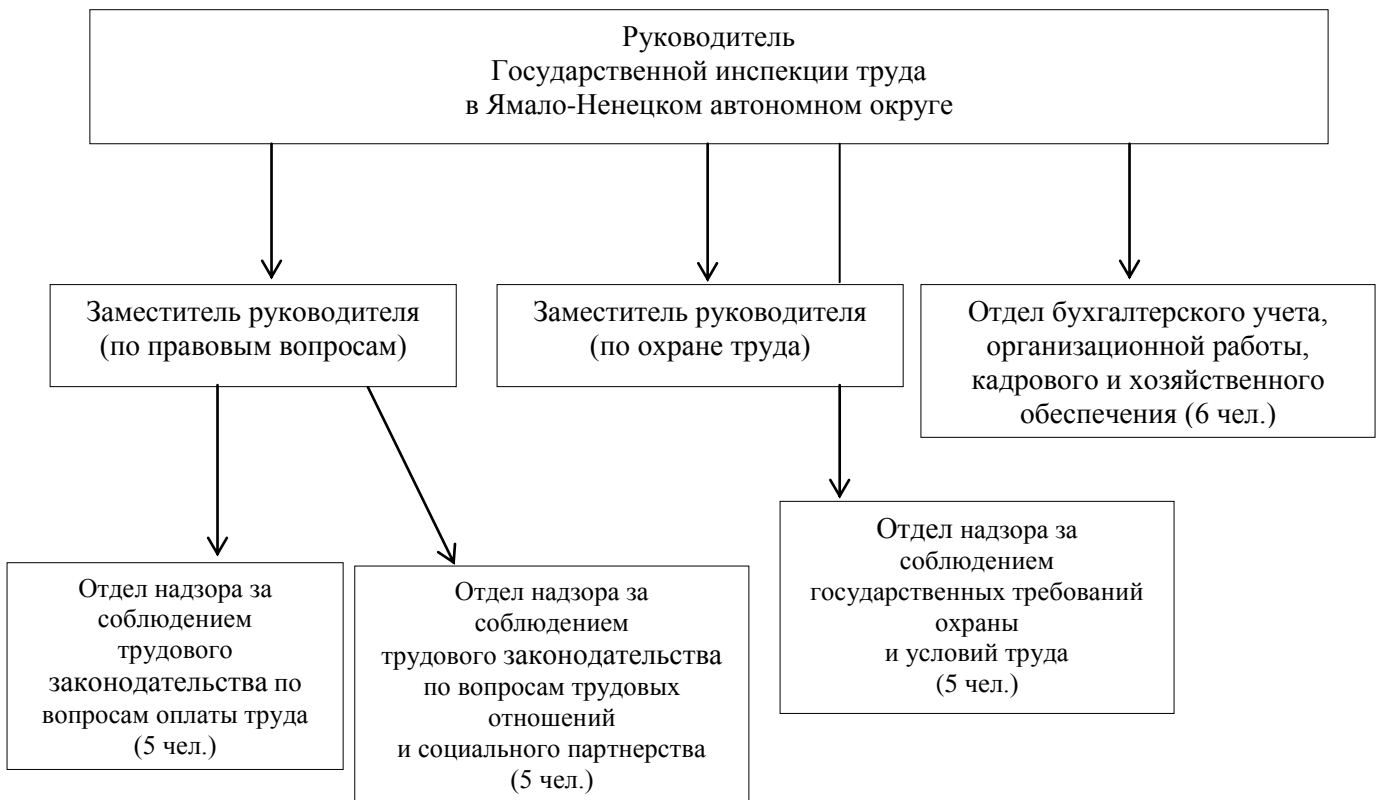 Руководитель
Государственной инспекции труда
в Ямало-Ненецком автономном округе
Заместитель руководителя
(по правовым вопросам)
Заместитель руководителя
(по охране труда)
Отдел бухгалтерского учета,
организационной работы,
кадрового и хозяйственного
обеспечения (6 чел.)
Отдел надзора за
соблюдением
трудового
законодательства по
вопросам оплаты труда
(5 чел.)
Отдел надзора за
соблюдением
трудового законодательства
по вопросам трудовых
отношений
и социального партнерства
(5 чел.)
Отдел надзора за
соблюдением
государственных требований
охраны
и условий труда
(5 чел.)